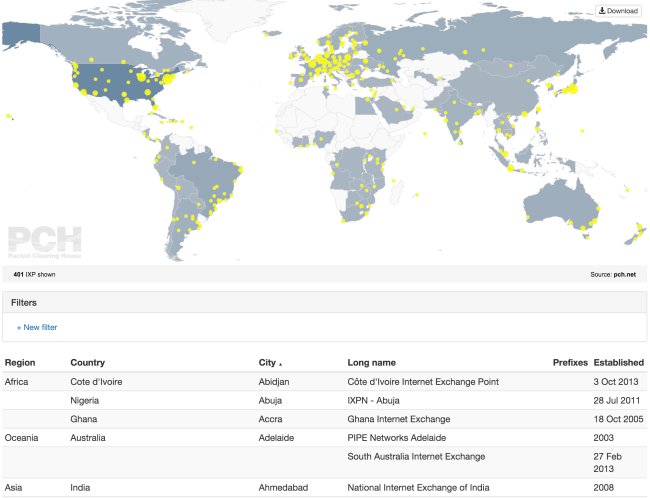 Download
PCH
Packet Clearing House
401 IXP shown
Source: pch.net
Filters
+ New filter
Region Country City ▲ Long name Prefixes Established
Africa Cote d'Ivoire Abidjan Côte d'Ivoire Internet Exchange Point 3 Oct 2013
Nigeria Abuja IXPN - Abuja 28 Jul 2011
Ghana Accra Ghana Internet Exchange 18 Oct 2005
Oceania Australia Adelaide PIPE Networks Adelaide 2003
South Australia Internet Exchange 27 Feb
2013
Asia India Ahmedabad National Internet Exchange of India 2008